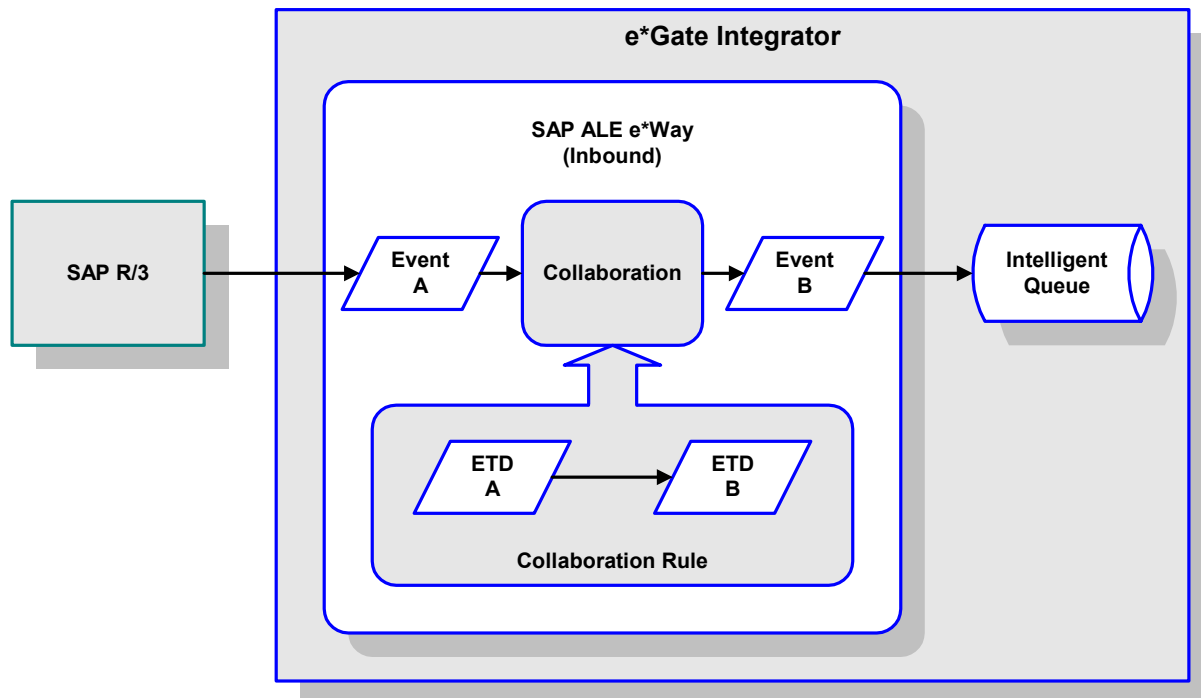 e*Gate Integrator
SAP ALE e*Way
(Inbound)
SAP R/3
Event
A
Collaboration
Event
B
Intelligent
Queue
ETD
A
ETD
B
Collaboration Rule